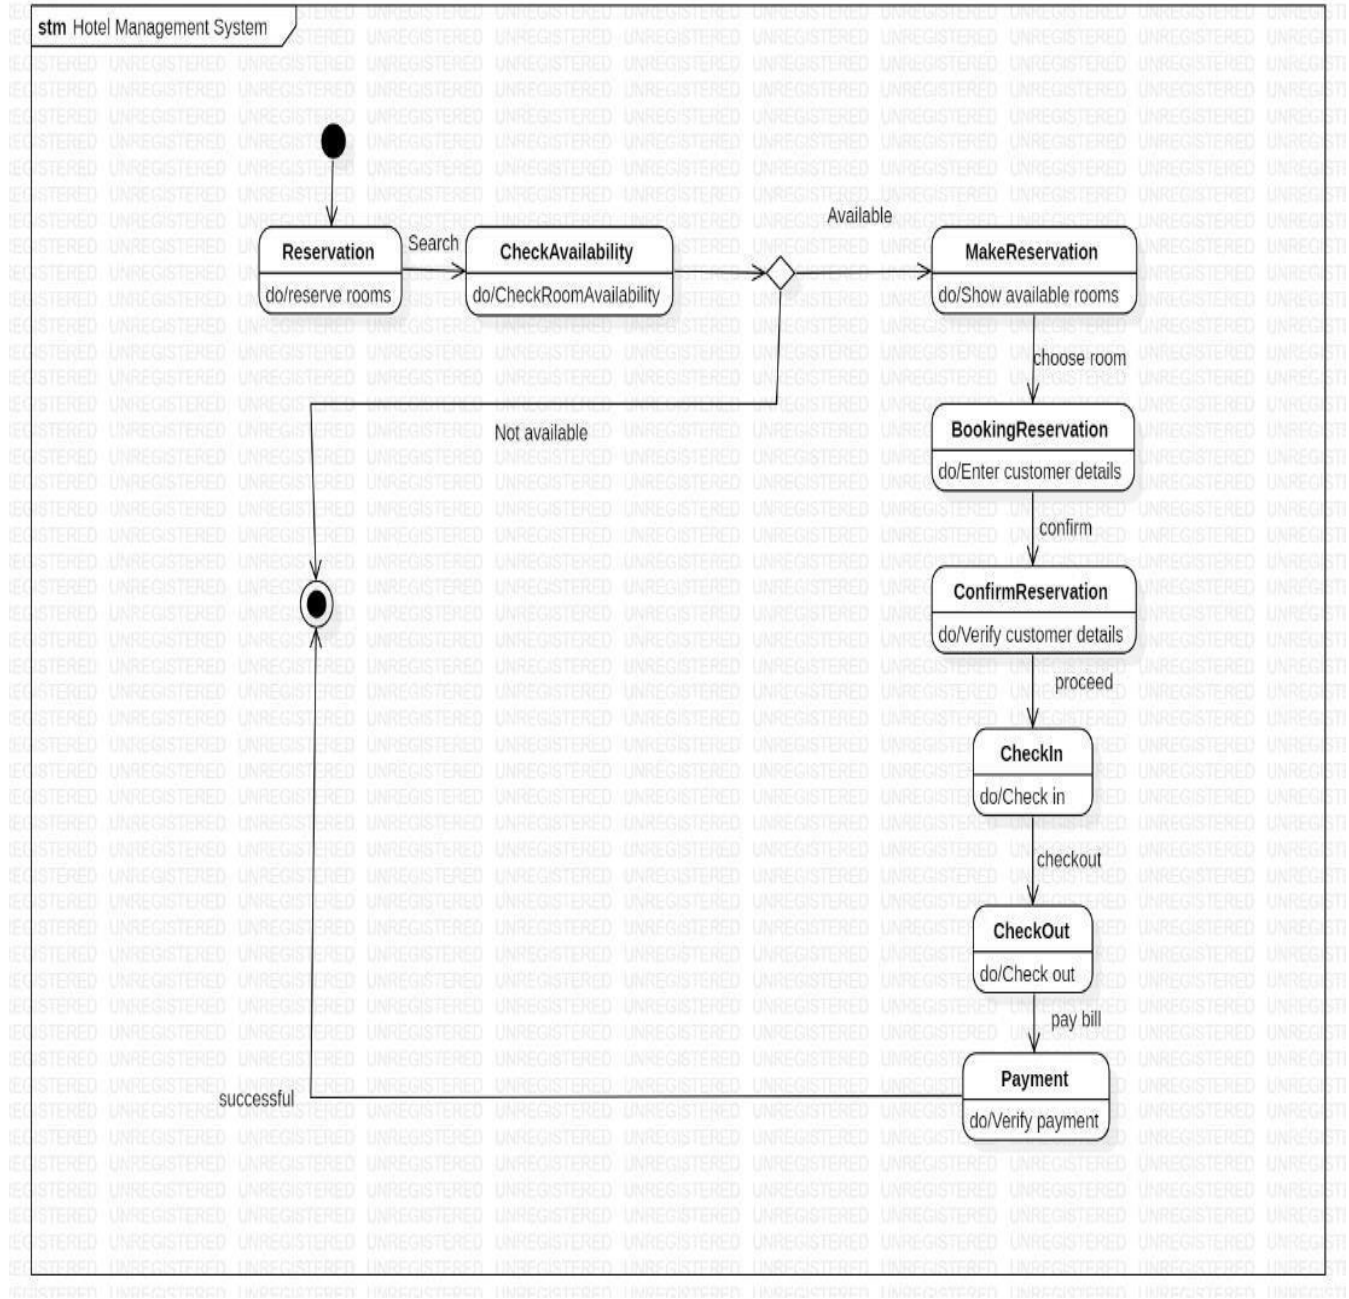 stm Hotel Management System
Available
Reservation
Search
CheckAvailability
MakeReservation
do/reserve rooms
do/CheckRoomAvailability
do/Show available rooms
choose room
Not available
BookingReservation
do/Enter customer details
confirm
ConfirmReservation
do/Verify customer details
proceed
CheckIn
do/Check in
checkout
CheckOut
do/Check out
pay bill
Payment
successful
do/Verify payment
UNREGISTERED